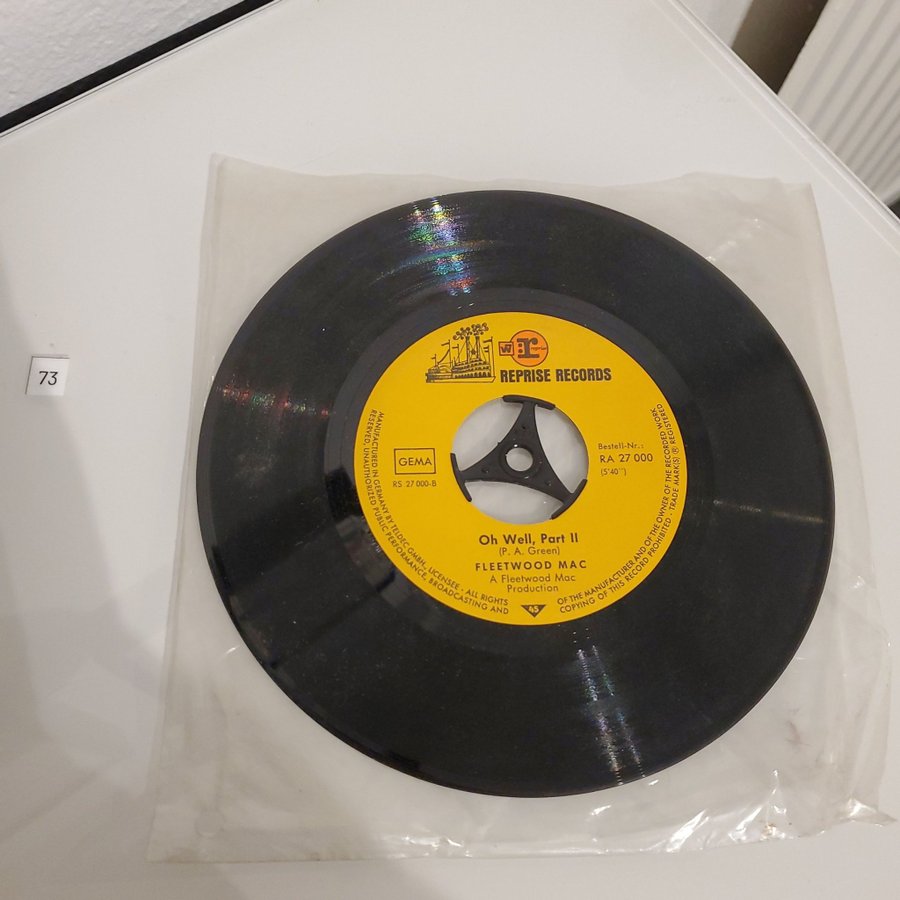 73
W B r
REPRISE RECORDS
GEMA
RS 27 000-B
Bestell-Nr.:
RA 27 000
(5'40'')
Oh Well, Part II
(P. A. Green)
FLEETWOOD MAC
A Fleetwood Mac
Production
45
MANUFACTURED IN GERMANY BY TELDEC GMBH, LICENSEE · ALL RIGHTS
RESERVED, UNAUTHORIZED PUBLIC PERFORMANCE, BROADCASTING AND
OF THE MANUFACTURER AND OF THE OWNER OF THE RECORDED WORK
COPYING OF THIS RECORD PROHIBITED · TRADE MARK(S) ® REGISTERED